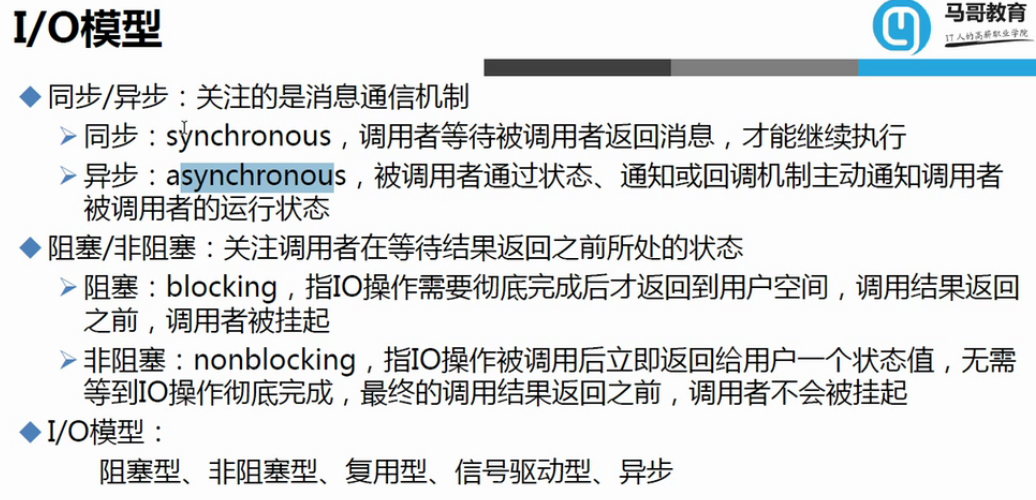 I/O模型
马哥教育
IT人的高薪职业学院
同步/异步：关注的是消息通信机制
同步：synchronous，调用者等待被调用者返回消息，才能继续执行
异步：asynchronous，被调用者通过状态、通知或回调机制主动通知调用者
被调用者的运行状态
阻塞/非阻塞：关注调用者在等待结果返回之前所处的状态
阻塞：blocking，指IO操作需要彻底完成后才返回到用户空间，调用结果返回
之前，调用者被挂起
非阻塞：nonblocking，指IO操作被调用后立即返回给用户一个状态值，无需
等到IO操作彻底完成，最终的调用结果返回之前，调用者不会被挂起
I/O模型：
阻塞型、非阻塞型、复用型、信号驱动型、异步